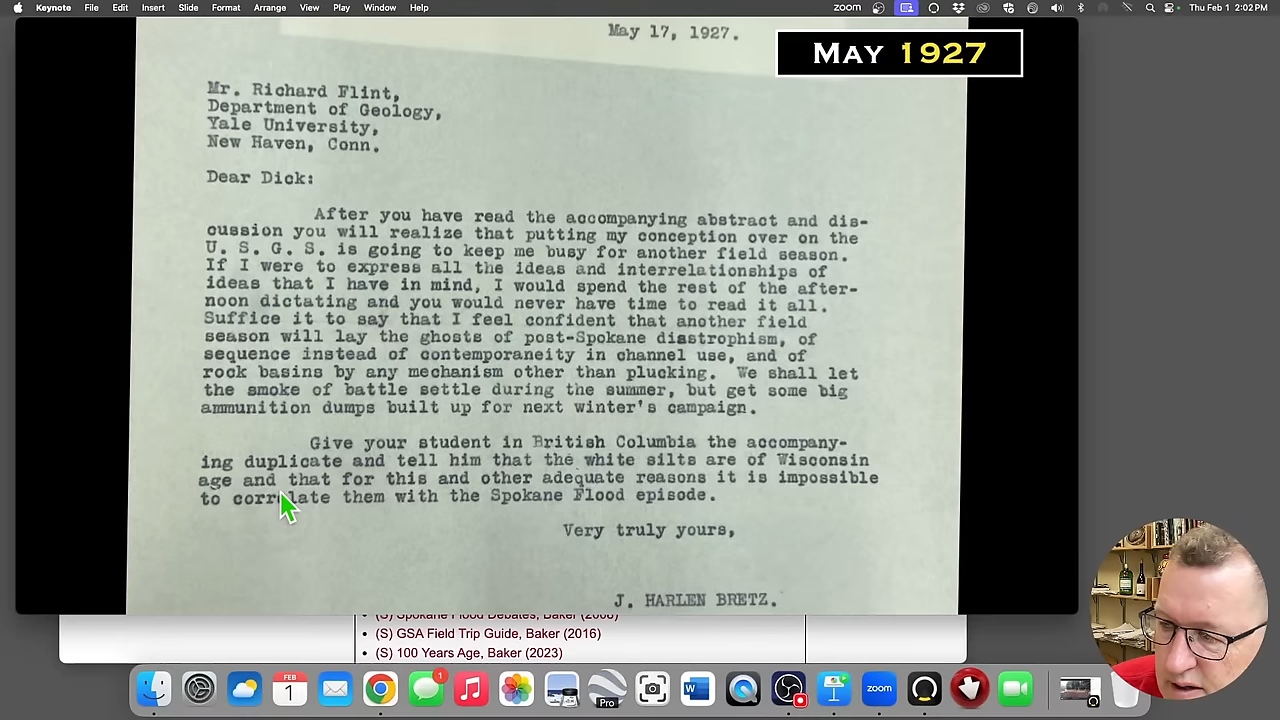 Keynote File Edit Insert Slide Format Arrange View Play Window Help zoom Thu Feb 1 2:02 PM
May 17, 1927.
MAY 1927
Mr. Richard Flint,
Department of Geology,
Yale University,
New Haven, Conn.
Dear Dick:
After you have read the accompanying abstract and dis-
cussion you will realize that putting my conception over on the
U. S. G. S. is going to keep me busy for another field season.
If I were to express all the ideas and interrelationships of
ideas that I have in mind, I would spend the rest of the after-
noon dictating and you would never have time to read it all.
Suffice it to say that I feel confident that another field
season will lay the ghosts of post-Spokane diastrophism, of
sequence instead of contemporaneity in channel use, and of
rock basins by any mechanism other than plucking. We shall let
the smoke of battle settle during the summer, but get some big
ammunition dumps built up for next winter's campaign.
Give your student in British Columbia the accompany-
ing duplicate and tell him that the white silts are of Wisconsin
age and that for this and other adequate reasons it is impossible
to correlate them with the Spokane Flood episode.
Very truly yours,
J. HARLEN BRETZ.
(S) Spokane Flood Debates, Baker (2008)
(S) GSA Field Trip Guide, Baker (2016)
(S) 100 Years Age, Baker (2023)
FEB
1
1
Pro
W
zoom